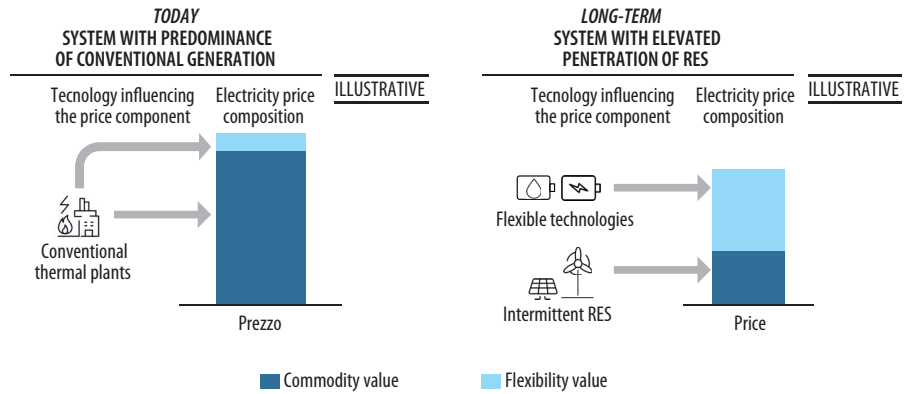 TODAY
SYSTEM WITH PREDOMINANCE
OF CONVENTIONAL GENERATION
ILLUSTRATIVE
Tecnology influencing
the price component
Electricity price
composition
Conventional
thermal plants
Prezzo
LONG-TERM
SYSTEM WITH ELEVATED
PENETRATION OF RES
ILLUSTRATIVE
Tecnology influencing
the price component
Electricity price
composition
Flexible technologies
Intermittent RES
Price
Commodity value
Flexibility value